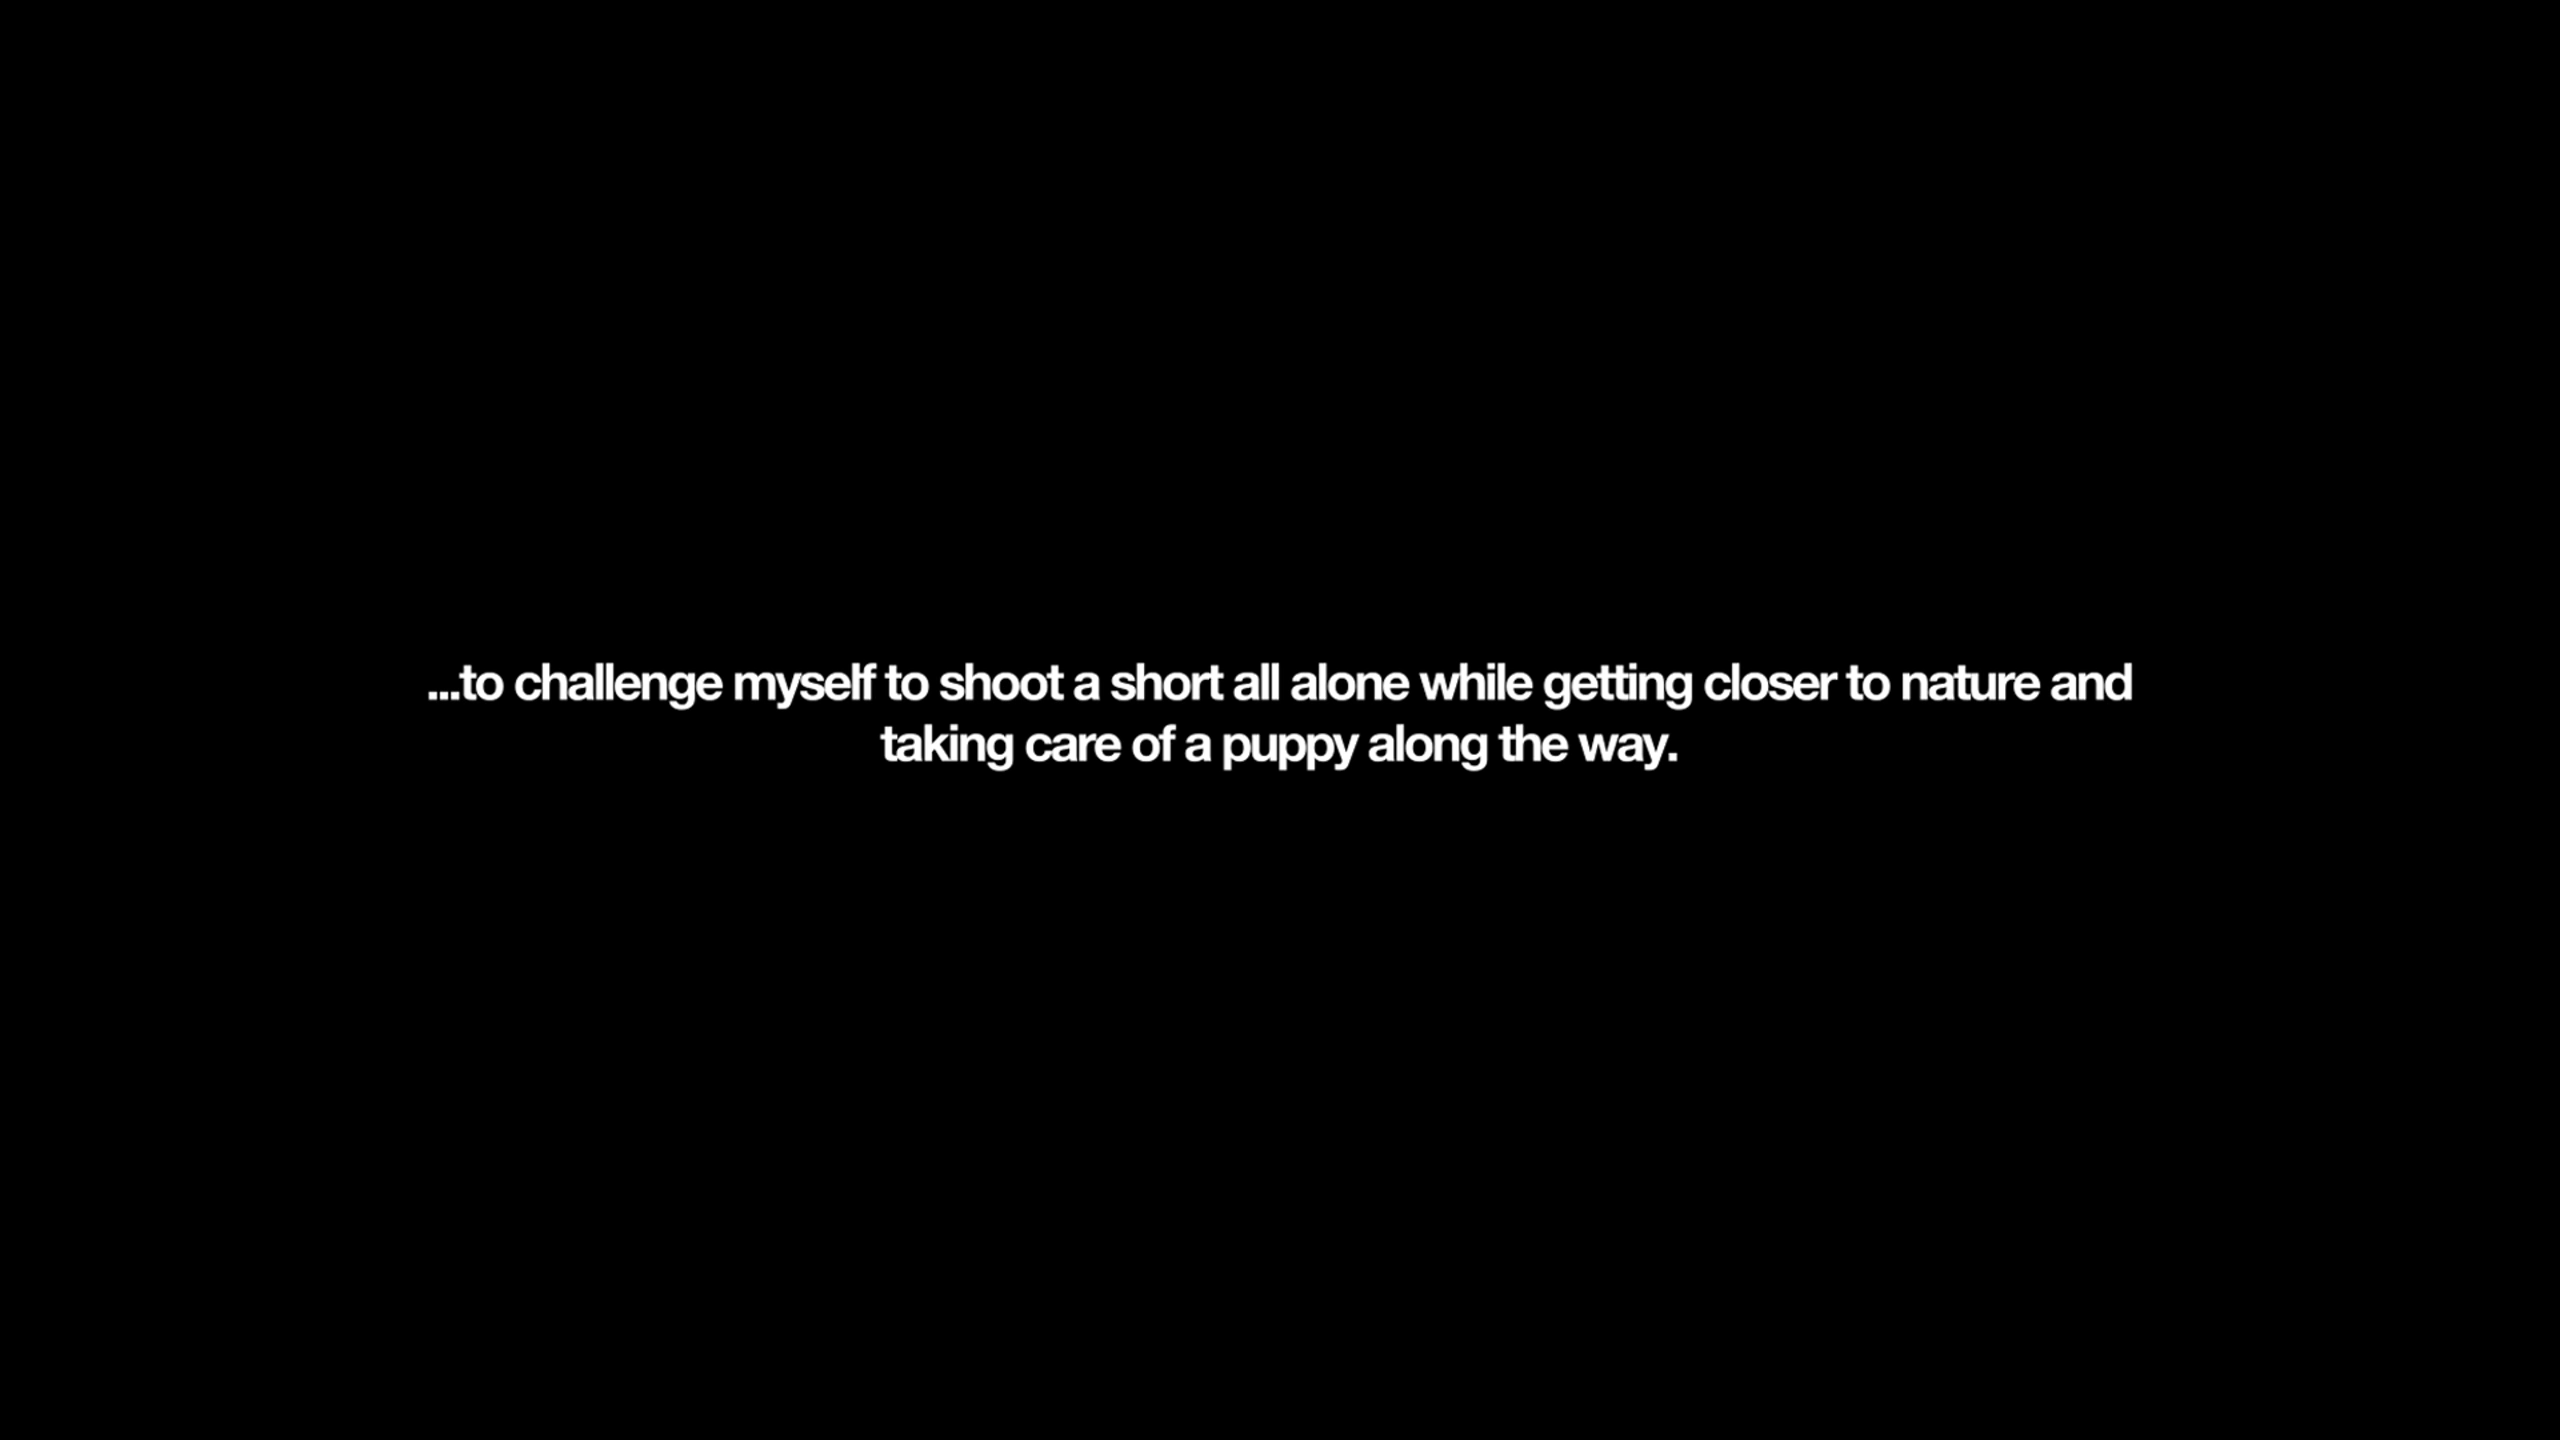 ...to challenge myself to shoot a short all alone while getting closer to nature and
taking care of a puppy along the way.